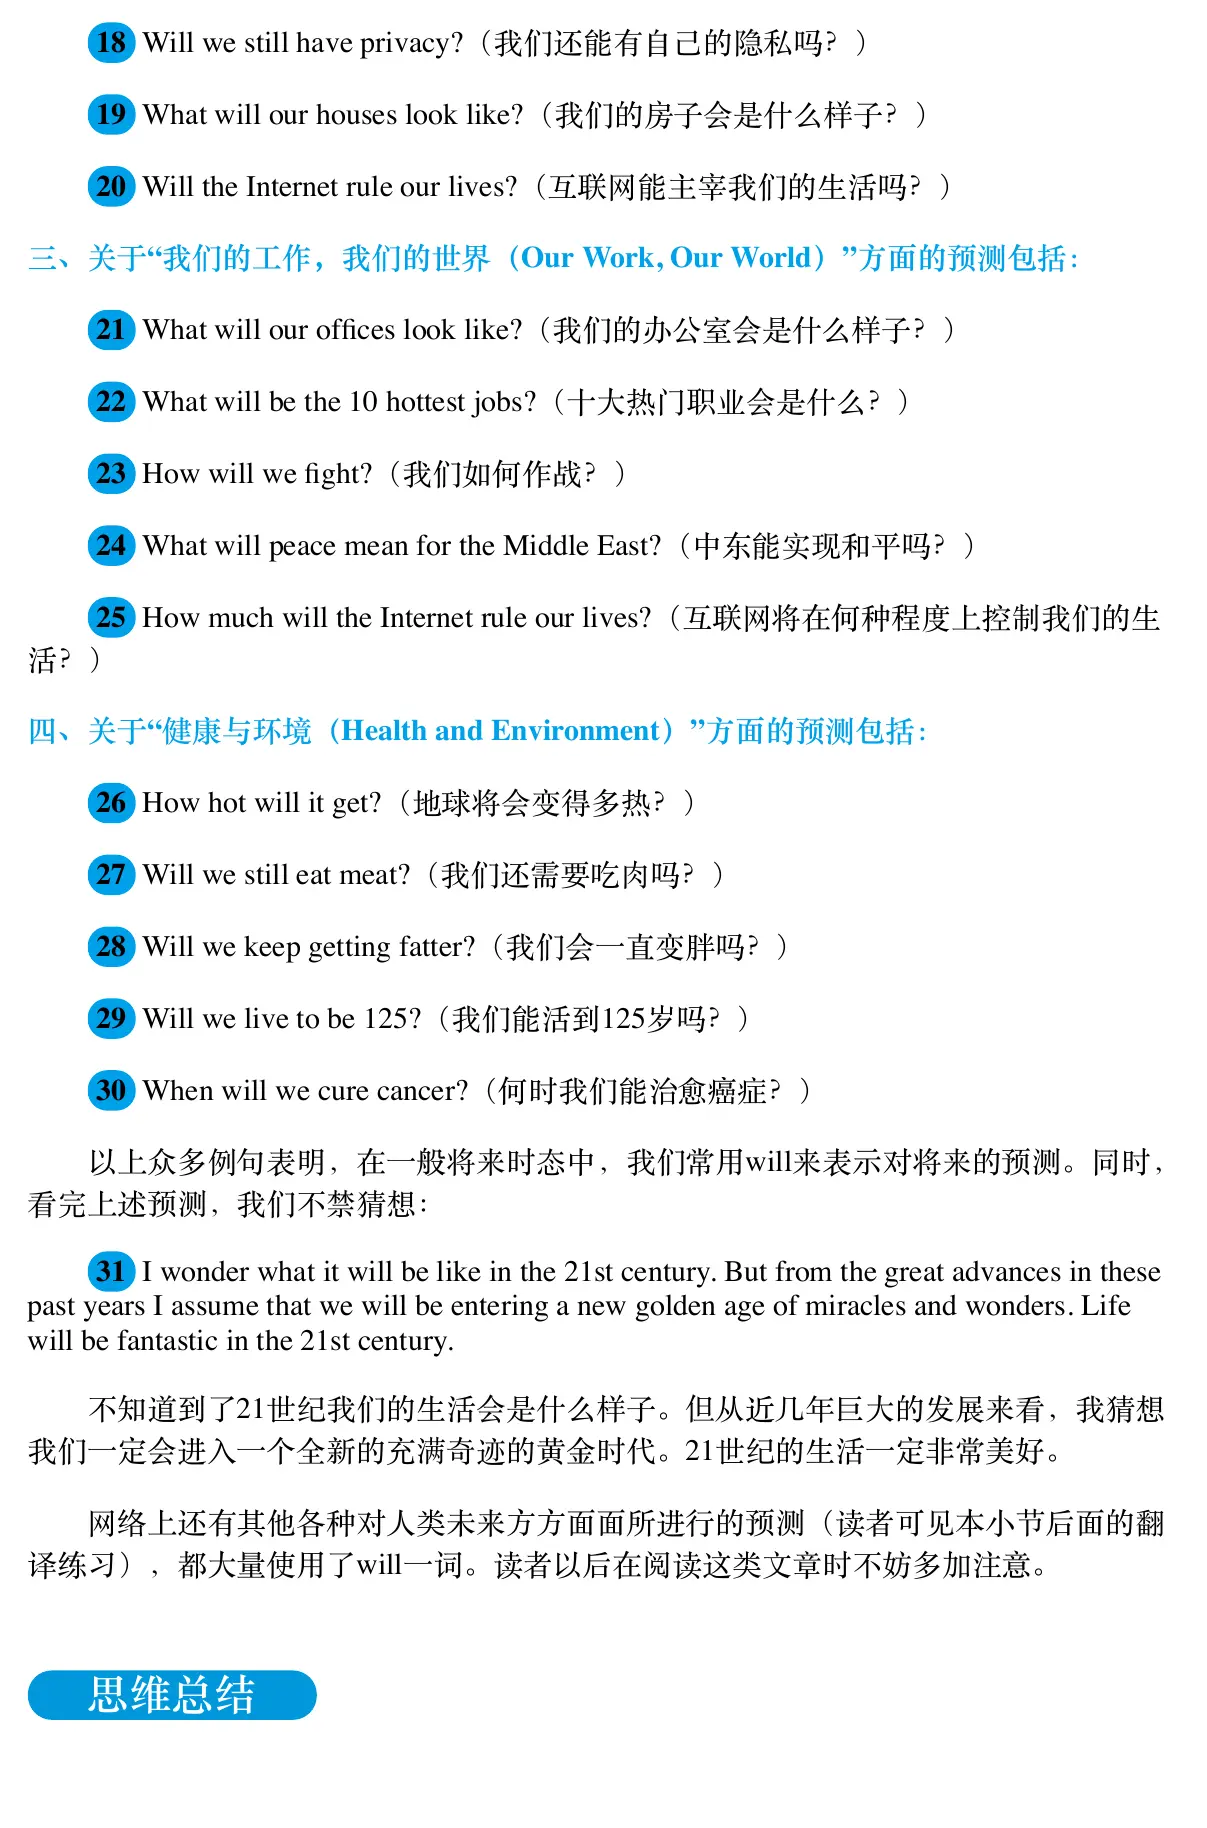 18 Will we still have privacy?（我们还能有自己的隐私吗？）
19 What will our houses look like?（我们的房子会是什么样子？）
20 Will the Internet rule our lives?（互联网能主宰我们的生活吗？）
三、关于“我们的工作，我们的世界（Our Work, Our World）”方面的预测包括：
21 What will our offices look like?（我们的办公室会是什么样子？）
22 What will be the 10 hottest jobs?（十大热门职业会是什么？）
23 How will we fight?（我们如何作战？）
24 What will peace mean for the Middle East?（中东能实现和平吗？）
25 How much will the Internet rule our lives?（互联网将在何种程度上控制我们的生
活？）
四、关于“健康与环境（Health and Environment）”方面的预测包括：
26 How hot will it get?（地球将会变得多热？）
27 Will we still eat meat?（我们还需要吃肉吗？）
28 Will we keep getting fatter?（我们会一直变胖吗？）
29 Will we live to be 125?（我们能活到125岁吗？）
30 When will we cure cancer?（何时我们能治愈癌症？）
以上众多例句表明，在一般将来时态中，我们常用will来表示对将来的预测。同时，
看完上述预测，我们不禁猜想：
31 I wonder what it will be like in the 21st century. But from the great advances in these
past years I assume that we will be entering a new golden age of miracles and wonders. Life
will be fantastic in the 21st century.
不知道到了21世纪我们的生活会是什么样子。但从近几年巨大的发展来看，我猜想
我们一定会进入一个全新的充满奇迹的黄金时代。21世纪的生活一定非常美好。
网络上还有其他各种对人类未来方方面面所进行的预测（读者可见本小节后面的翻
译练习），都大量使用了will一词。读者以后在阅读这类文章时不妨多加注意。
思维总结